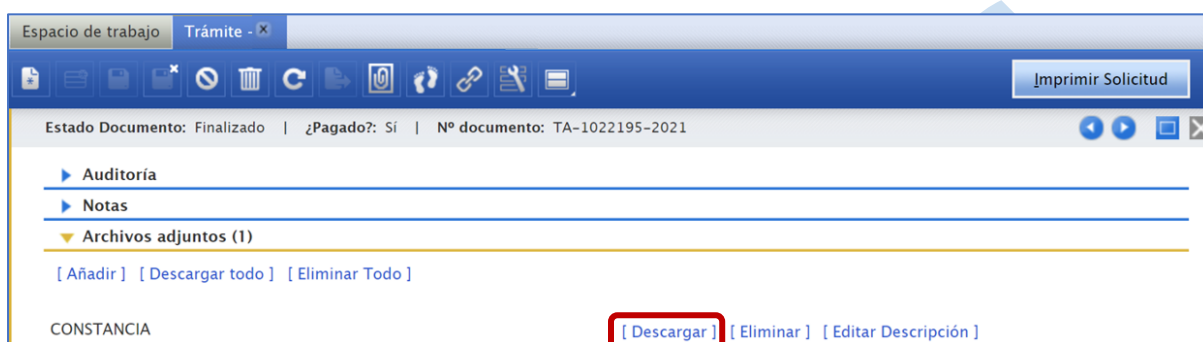 Espacio de trabajo Trámite -
Imprimir Solicitud
Estado Documento: Finalizado | ¿Pagado?: Sí | Nº documento: TA-1022195-2021
Auditoría
Notas
Archivos adjuntos (1)
[ Añadir ] [ Descargar todo ] [ Eliminar Todo ]
CONSTANCIA [ Descargar ] [ Eliminar ] [ Editar Descripción ]